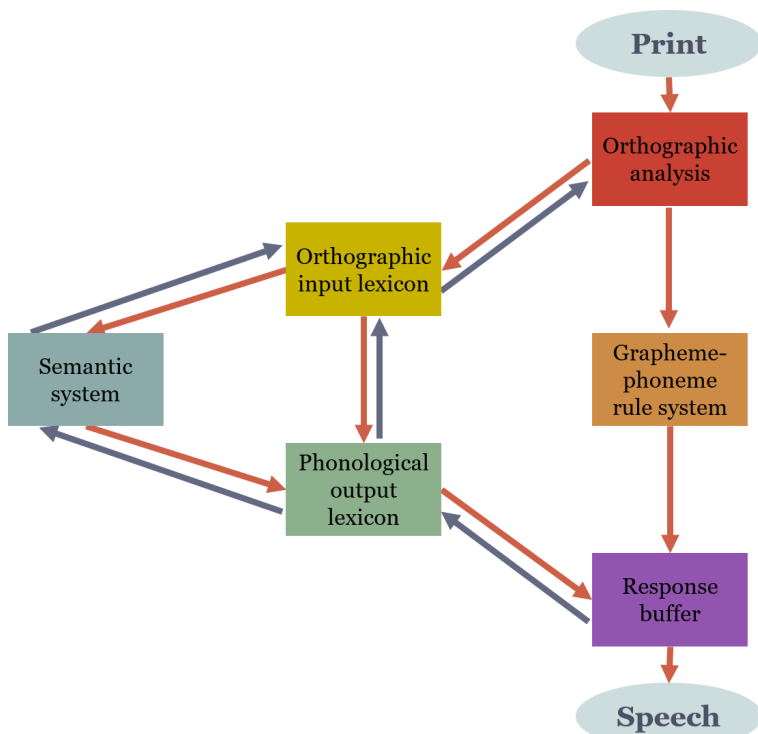 Print
Orthographic
analysis
Orthographic
input lexicon
Semantic
system
Grapheme-
phoneme
rule system
Phonological
output
lexicon
Response
buffer
Speech